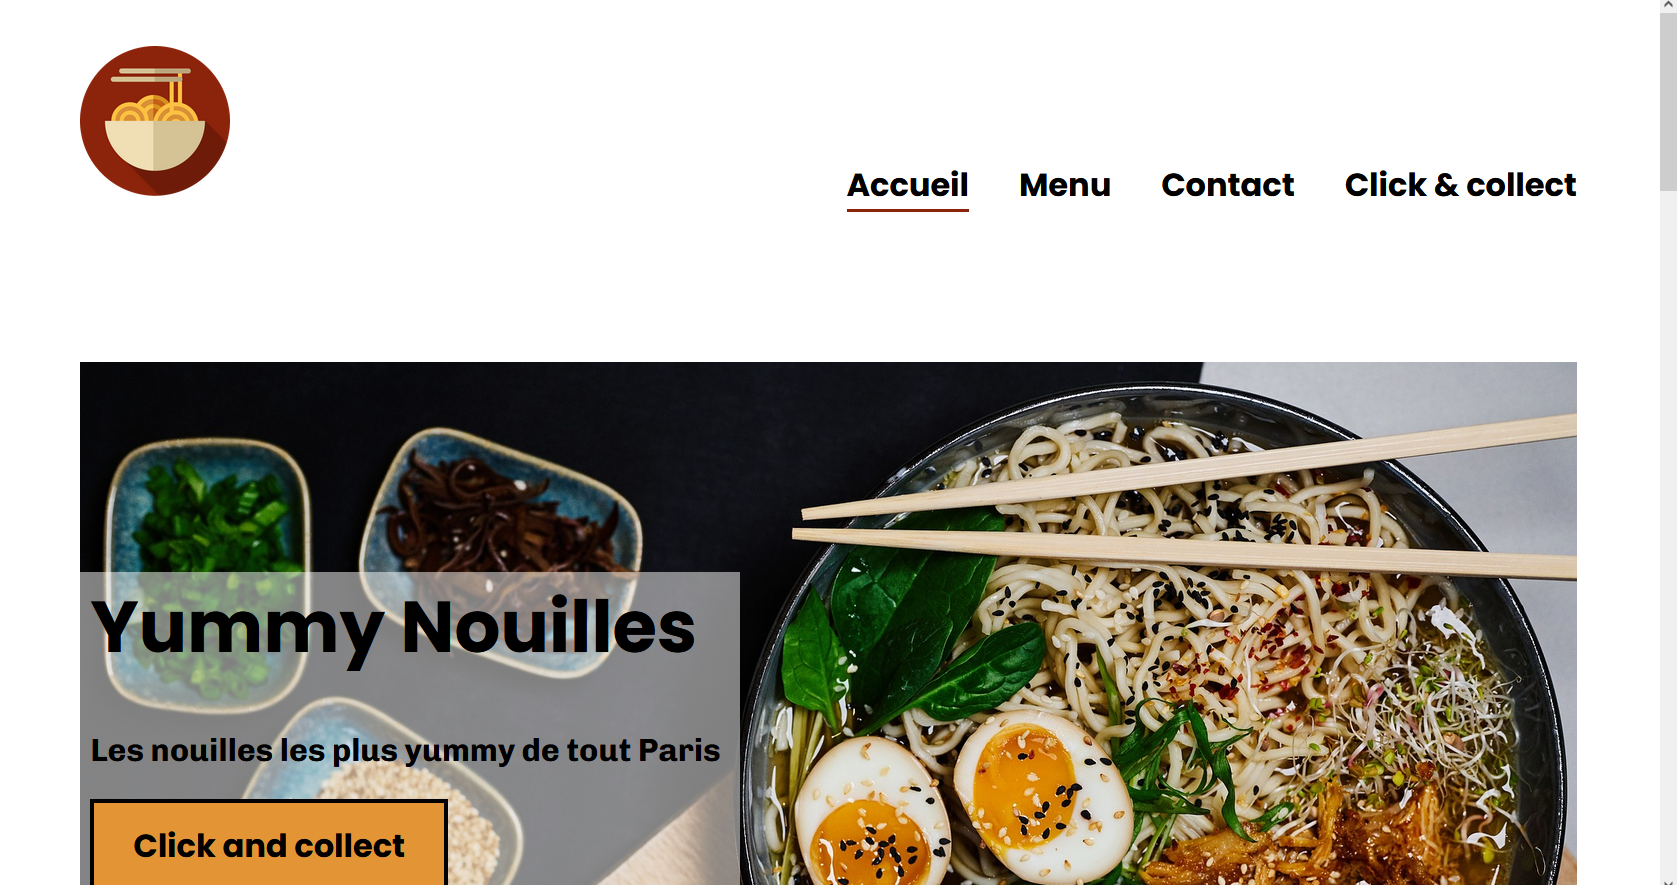 Accueil Menu Contact Click & collect
Yummy Nouilles
Les nouilles les plus yummy de tout Paris
Click and collect